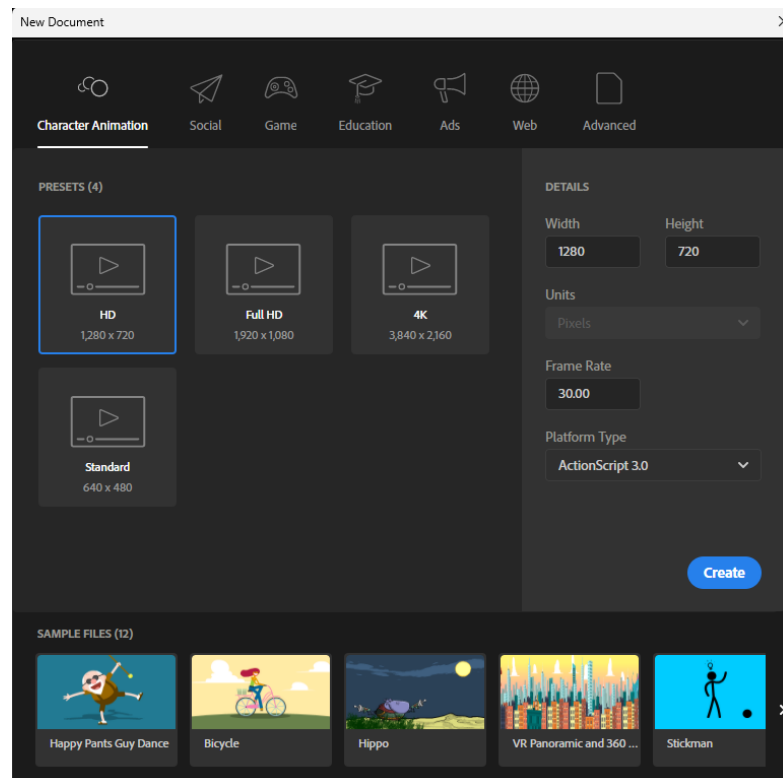 New Document
Character Animation
Social
Game
Education
Ads
Web
Advanced
PRESETS (4)
HD
1,280 x 720
Full HD
1,920 x 1,080
4K
3,840 x 2,160
Standard
640 x 480
DETAILS
Width
Height
1280
720
Units
Pixels
Frame Rate
30.00
Platform Type
ActionScript 3.0
Create
SAMPLE FILES (12)
Happy Pants Guy Dance
Bicycle
Hippo
VR Panoramic and 360 ...
Stickman